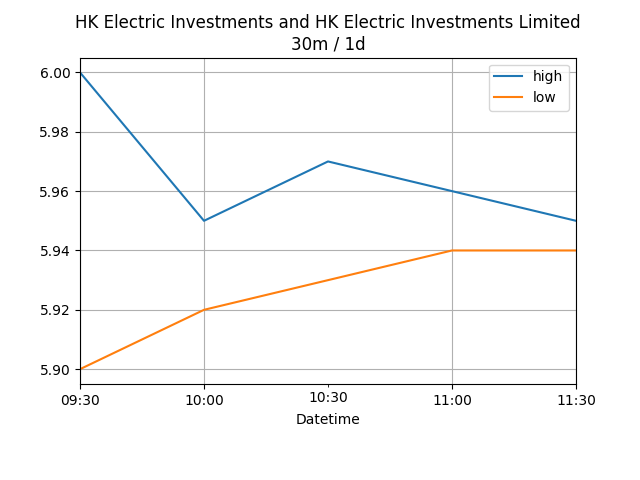 HK Electric Investments and HK Electric Investments Limited
30m / 1d
high
low
6.00
5.98
5.96
5.94
5.92
5.90
09:30
10:00
10:30
11:00
11:30
Datetime